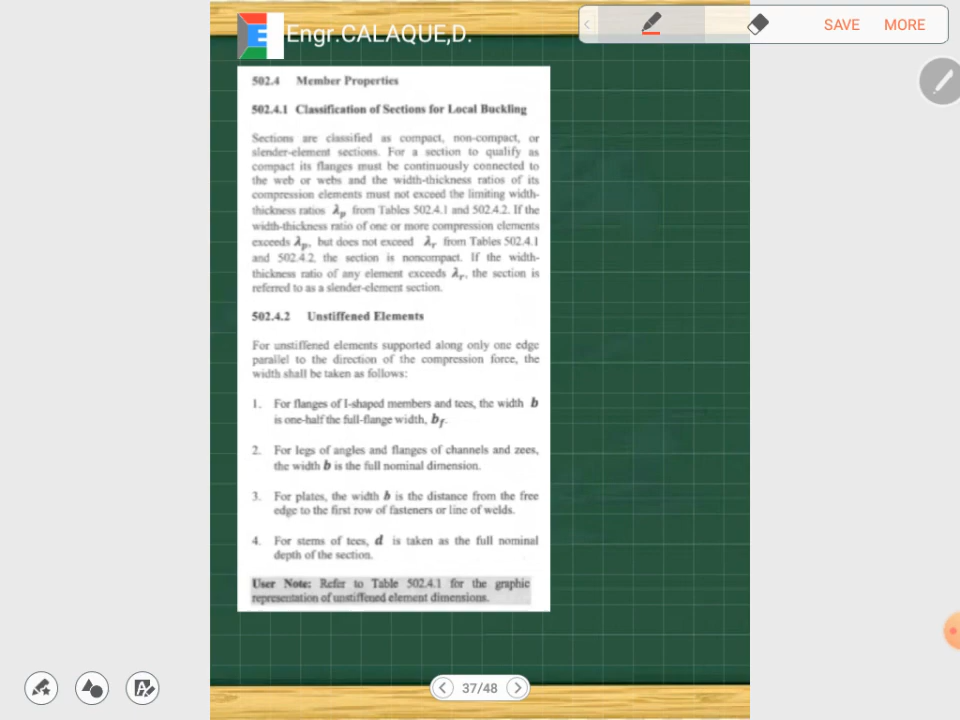 E Engr.CALAQUE,D.
SAVE MORE
502.4 Member Properties
502.4.1 Classification of Sections for Local Buckling
Sections are classified as compact, non-compact, or
slender-element sections. For a section to qualify as
compact its flanges must be continuously connected to
the web or webs and the width-thickness ratios of its
compression elements must not exceed the limiting width-
thickness ratios λp from Tables 502.4.1 and 502.4.2. If the
width-thickness ratio of one or more compression elements
exceeds λp, but does not exceed λr from Tables 502.4.1
and 502.4.2, the section is noncompact. If the width-
thickness ratio of any element exceeds λr, the section is
referred to as a slender-element section.
502.4.2 Unstiffened Elements
For unstiffened elements supported along only one edge
parallel to the direction of the compression force, the
width shall be taken as follows:
1. For flanges of I-shaped members and tees, the width b
is one-half the full-flange width, bf.
2. For legs of angles and flanges of channels and zees,
the width b is the full nominal dimension.
3. For plates, the width b is the distance from the free
edge to the first row of fasteners or line of welds.
4. For stems of tees, d is taken as the full nominal
depth of the section.
User Note: Refer to Table 502.4.1 for the graphic
representation of unstiffened element dimensions.
37/48